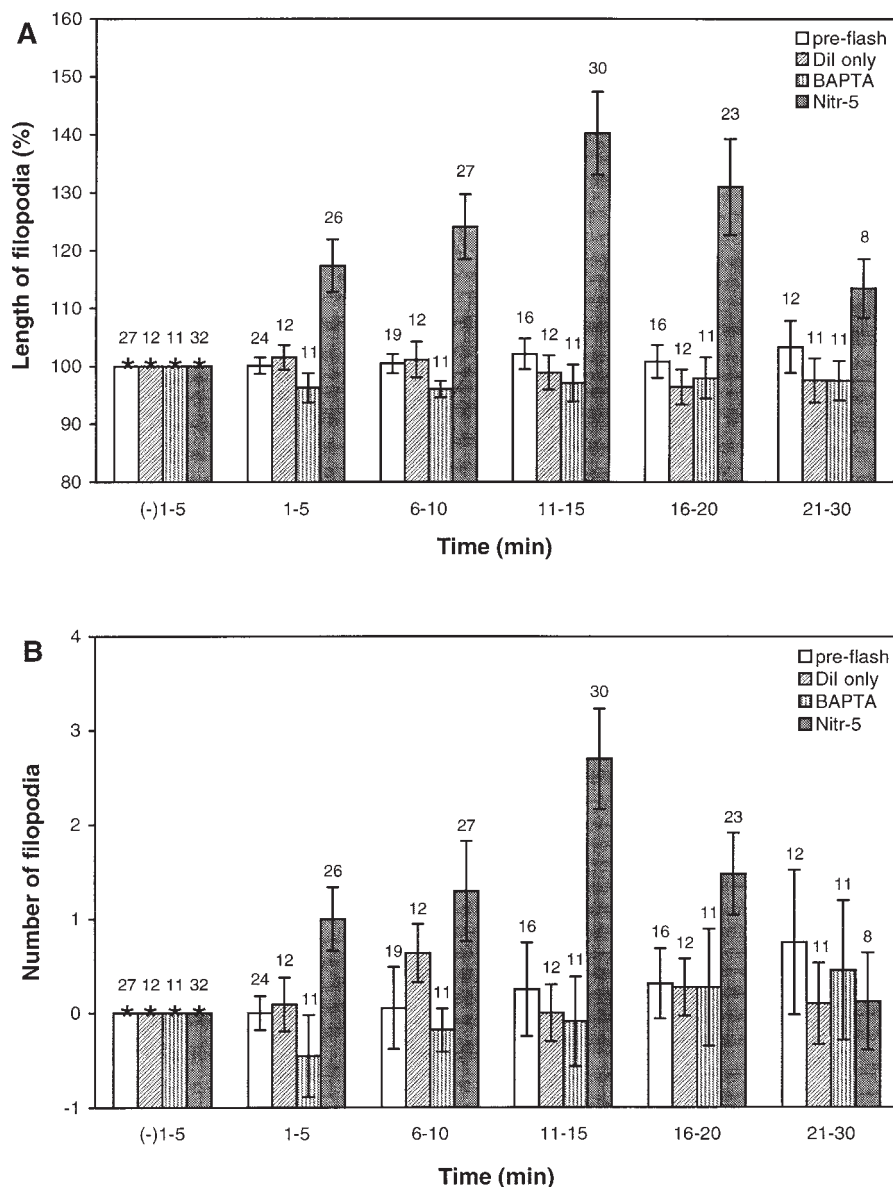 A
160
150
140
130
120
110
100
90
80
Length of filopodia (%)
pre-flash
DiI only
BAPTA
Nitr-5
27 12 11 32
24 12 11 26
19 12 11 27
16 12 11 30
16 12 11 23
12 11 11 8
* * * *
(-)1-5 1-5 6-10 11-15 16-20 21-30
Time (min)
B
4
3
2
1
0
-1
Number of filopodia
pre-flash
DiI only
BAPTA
Nitr-5
27 12 11 32
24 12 11 26
19 12 11 27
16 12 11 30
16 12 11 23
12 11 11 8
* * * *
(-)1-5 1-5 6-10 11-15 16-20 21-30
Time (min)